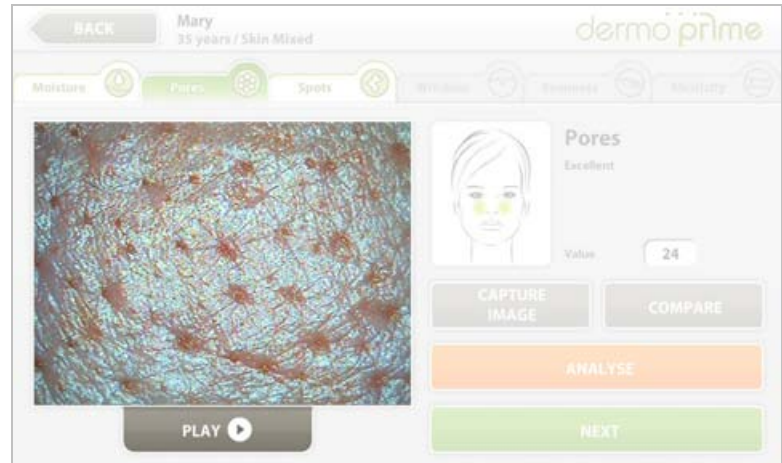 BACK
Mary
35 years / Skin Mixed
dermo prime
Moisture
Pores
Spots
Wrinkles
Elasticity
Pores
Excellent
Value
24
CAPTURE
IMAGE
COMPARE
ANALYSE
PLAY
NEXT